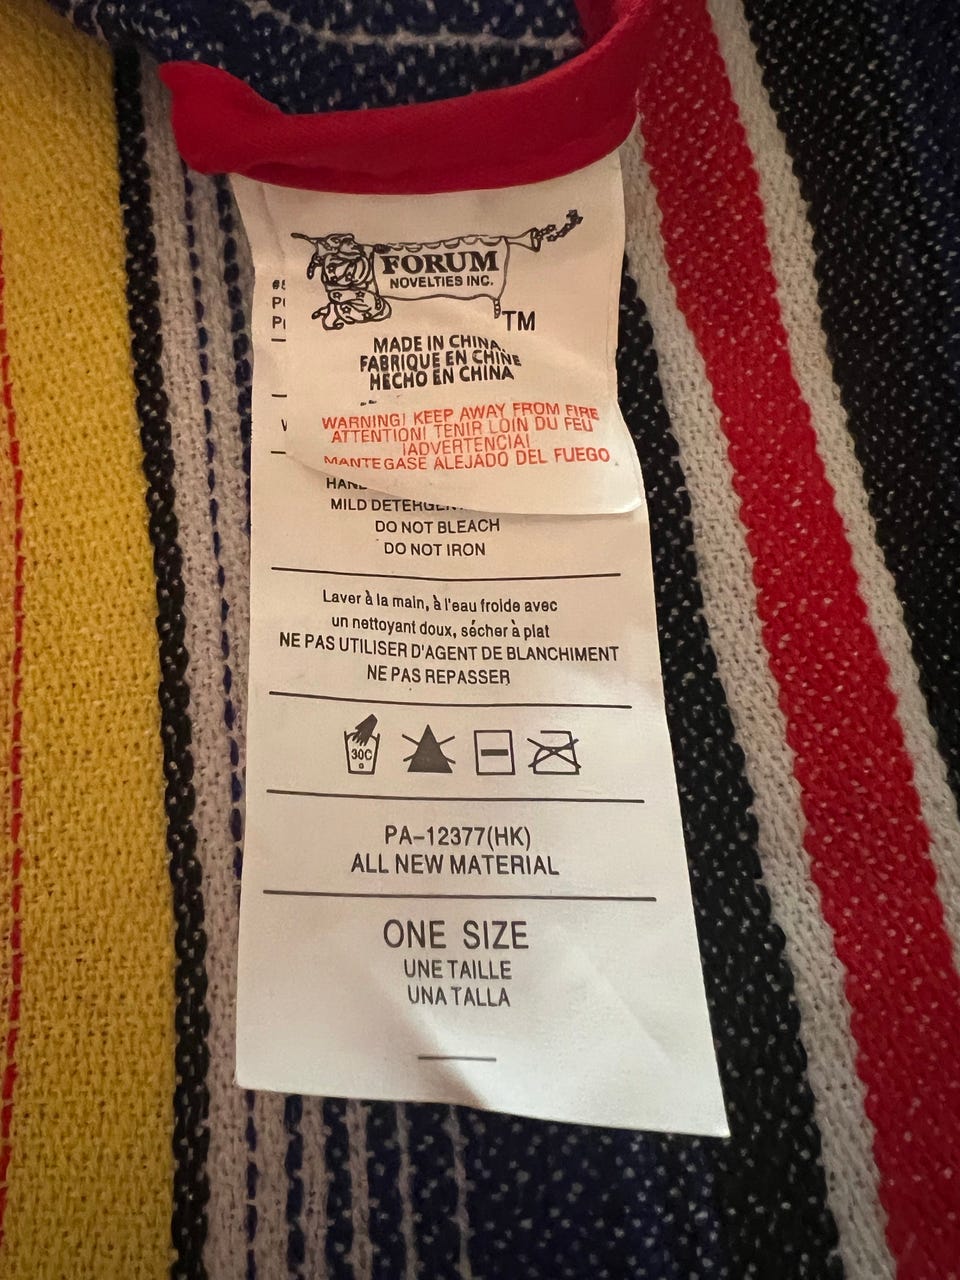 FORUM
NOVELTIES INC.
TM
MADE IN CHINA
FABRIQUE EN CHINE
HECHO EN CHINA
WARNING! KEEP AWAY FROM FIRE
ATTENTION! TENIR LOIN DU FEU
¡ADVERTENCIA!
MANTEGASE ALEJADO DEL FUEGO
MILD
DO NOT BLEACH
DO NOT IRON
Laver à la main, à l'eau froide avec
un nettoyant doux, sécher à plat
NE PAS UTILISER D'AGENT DE BLANCHIMENT
NE PAS REPASSER
30C
PA-12377(HK)
ALL NEW MATERIAL
ONE SIZE
UNE TAILLE
UNA TALLA